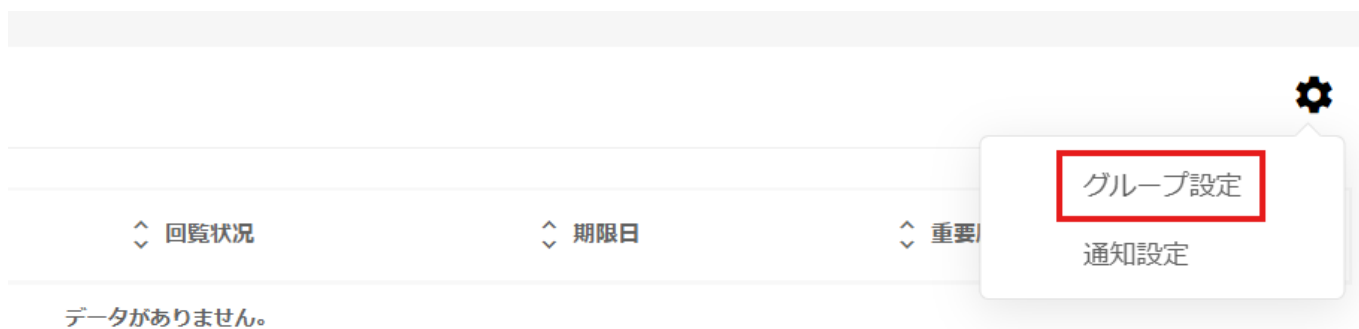 グループ設定
回覧状況 期限日 重要
通知設定
データがありません。